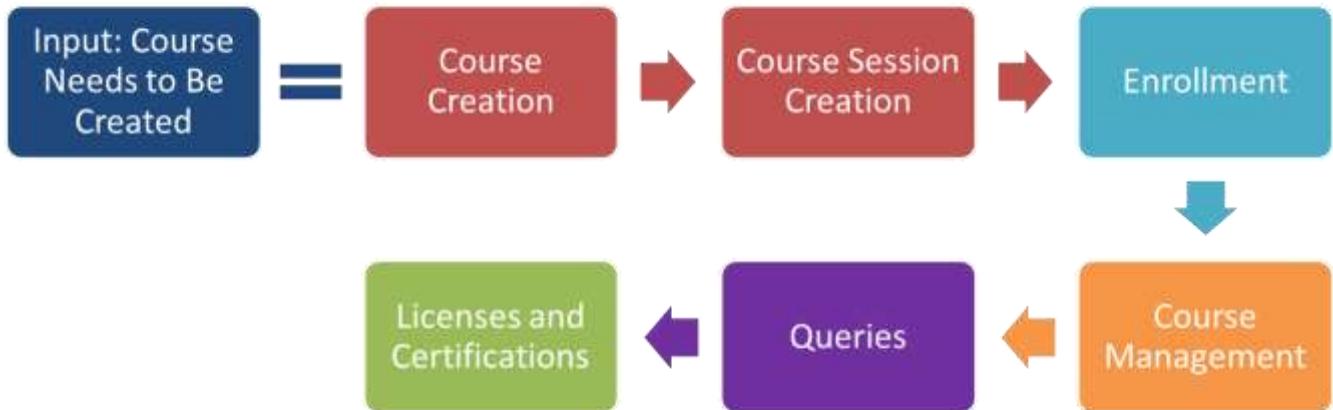 Input: Course
Needs to Be
Created
Course
Creation
Course Session
Creation
Enrollment
Course
Management
Queries
Licenses and
Certifications